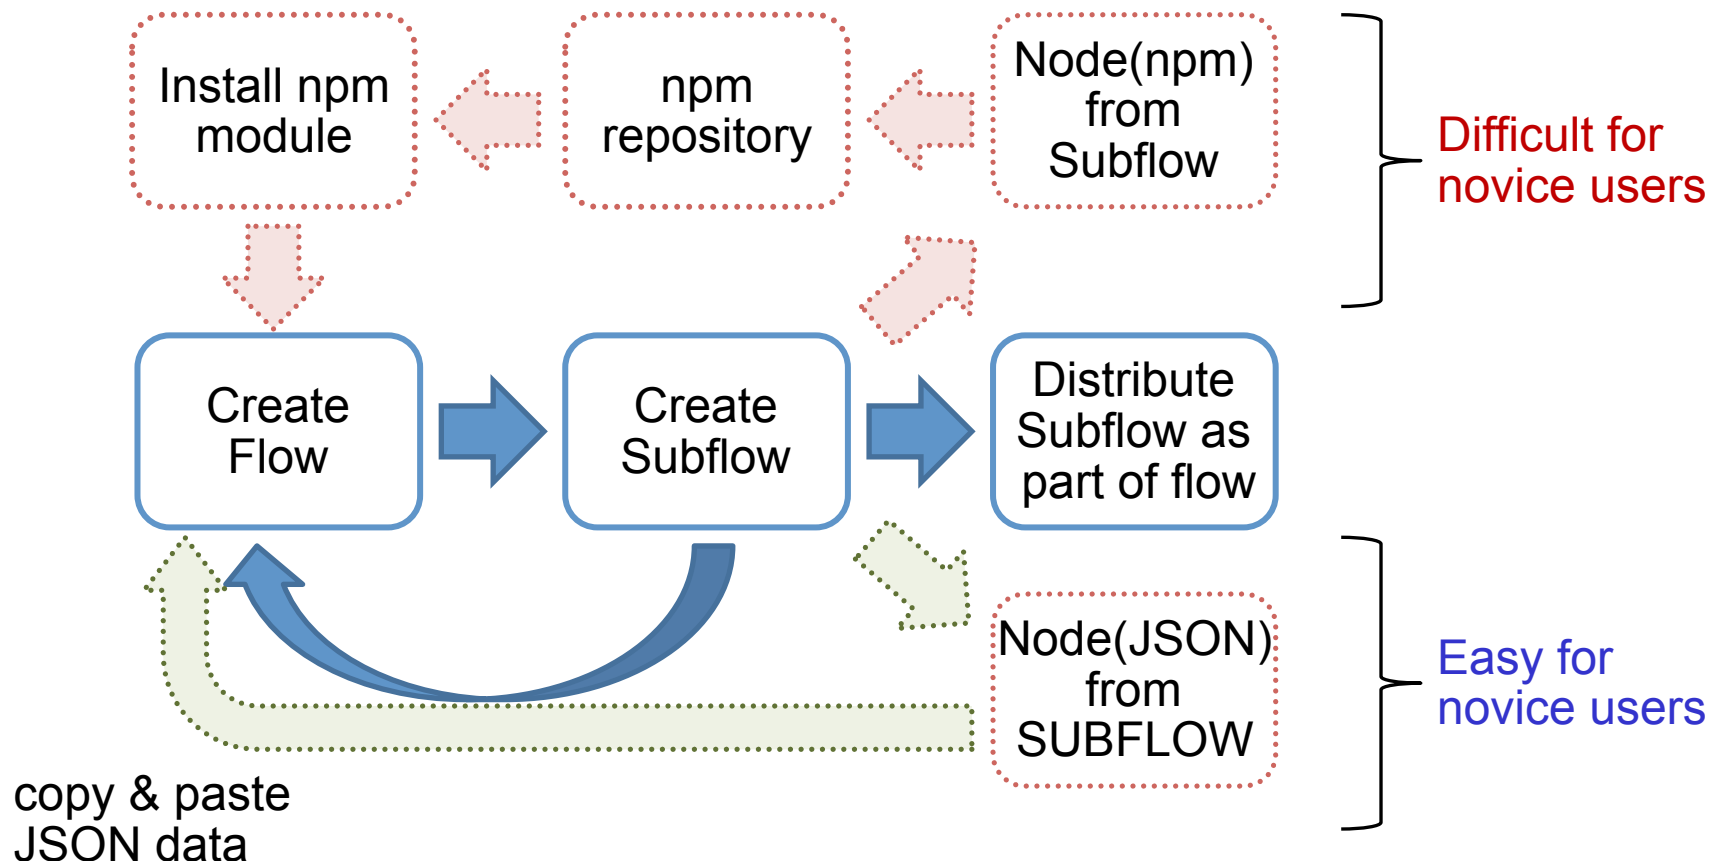 Install npm
module
npm
repository
Node(npm)
from
Subflow
Difficult for
novice users
Create
Flow
Create
Subflow
Distribute
Subflow as
part of flow
Node(JSON)
from
SUBFLOW
Easy for
novice users
copy & paste
JSON data